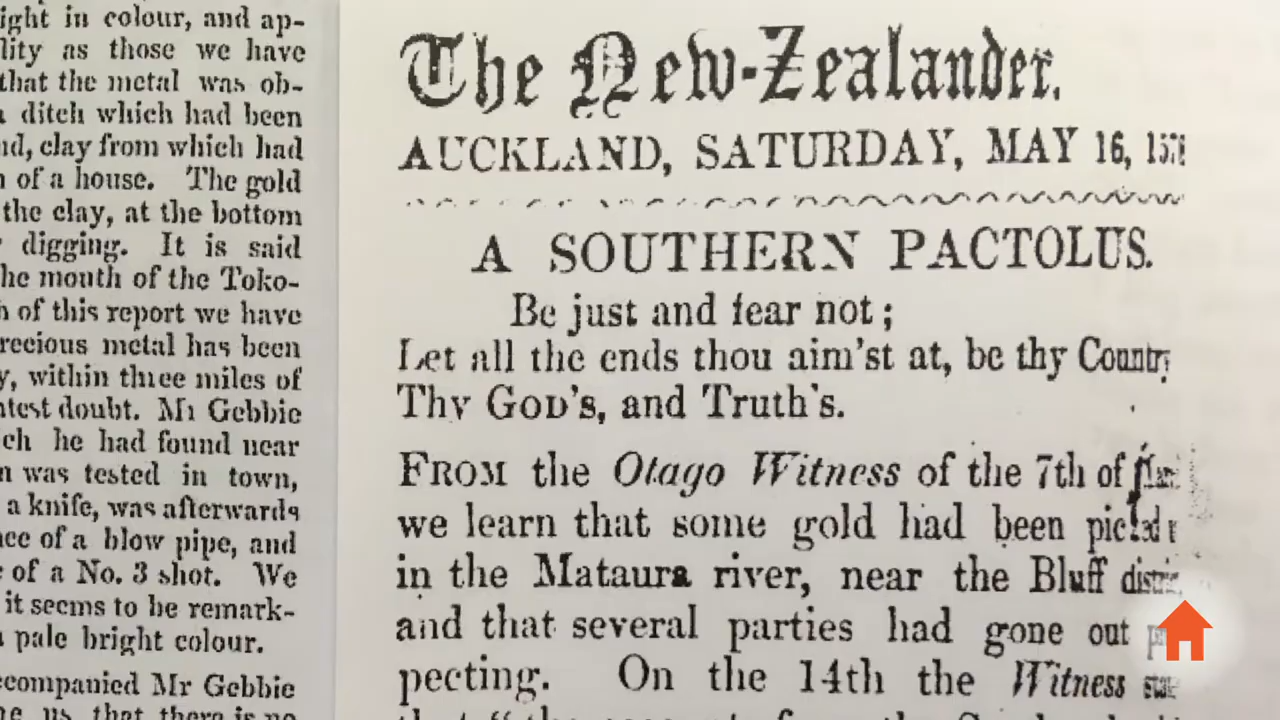 ight in colour, and ap-
lity as those we have
that the metal was ob-
ditch which had been
nd, clay from which had
of a house. The gold
the clay, at the bottom
digging. It is said
he mouth of the Toko-
of this report we have
recious metal has been
y, within three miles of
test doubt. Mr Gebbie
ch he had found near
was tested in town,
a knife, was afterwards
of a blow pipe, and
of a No. 3 shot. We
it seems to be remark-
pale bright colour.
ccompanied Mr Gebbie
us, that there is no
The New-Zealander.
AUCKLAND, SATURDAY, MAY 16,
A SOUTHERN PACTOLUS.
Be just and fear not;
Let all the ends thou aim'st at, be thy Country
Thy GOD's, and Truth's.
FROM the Otago Witness of the 7th of
we learn that some gold had been
in the Mataura river, near the Bluff
and that several parties had gone out
pecting. On the 14th the Witness